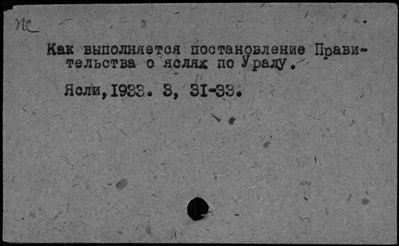 Как выполняется постановление Прави-
тельства о яслях по Уралу.
Ясли,1933. 3, 31-33.